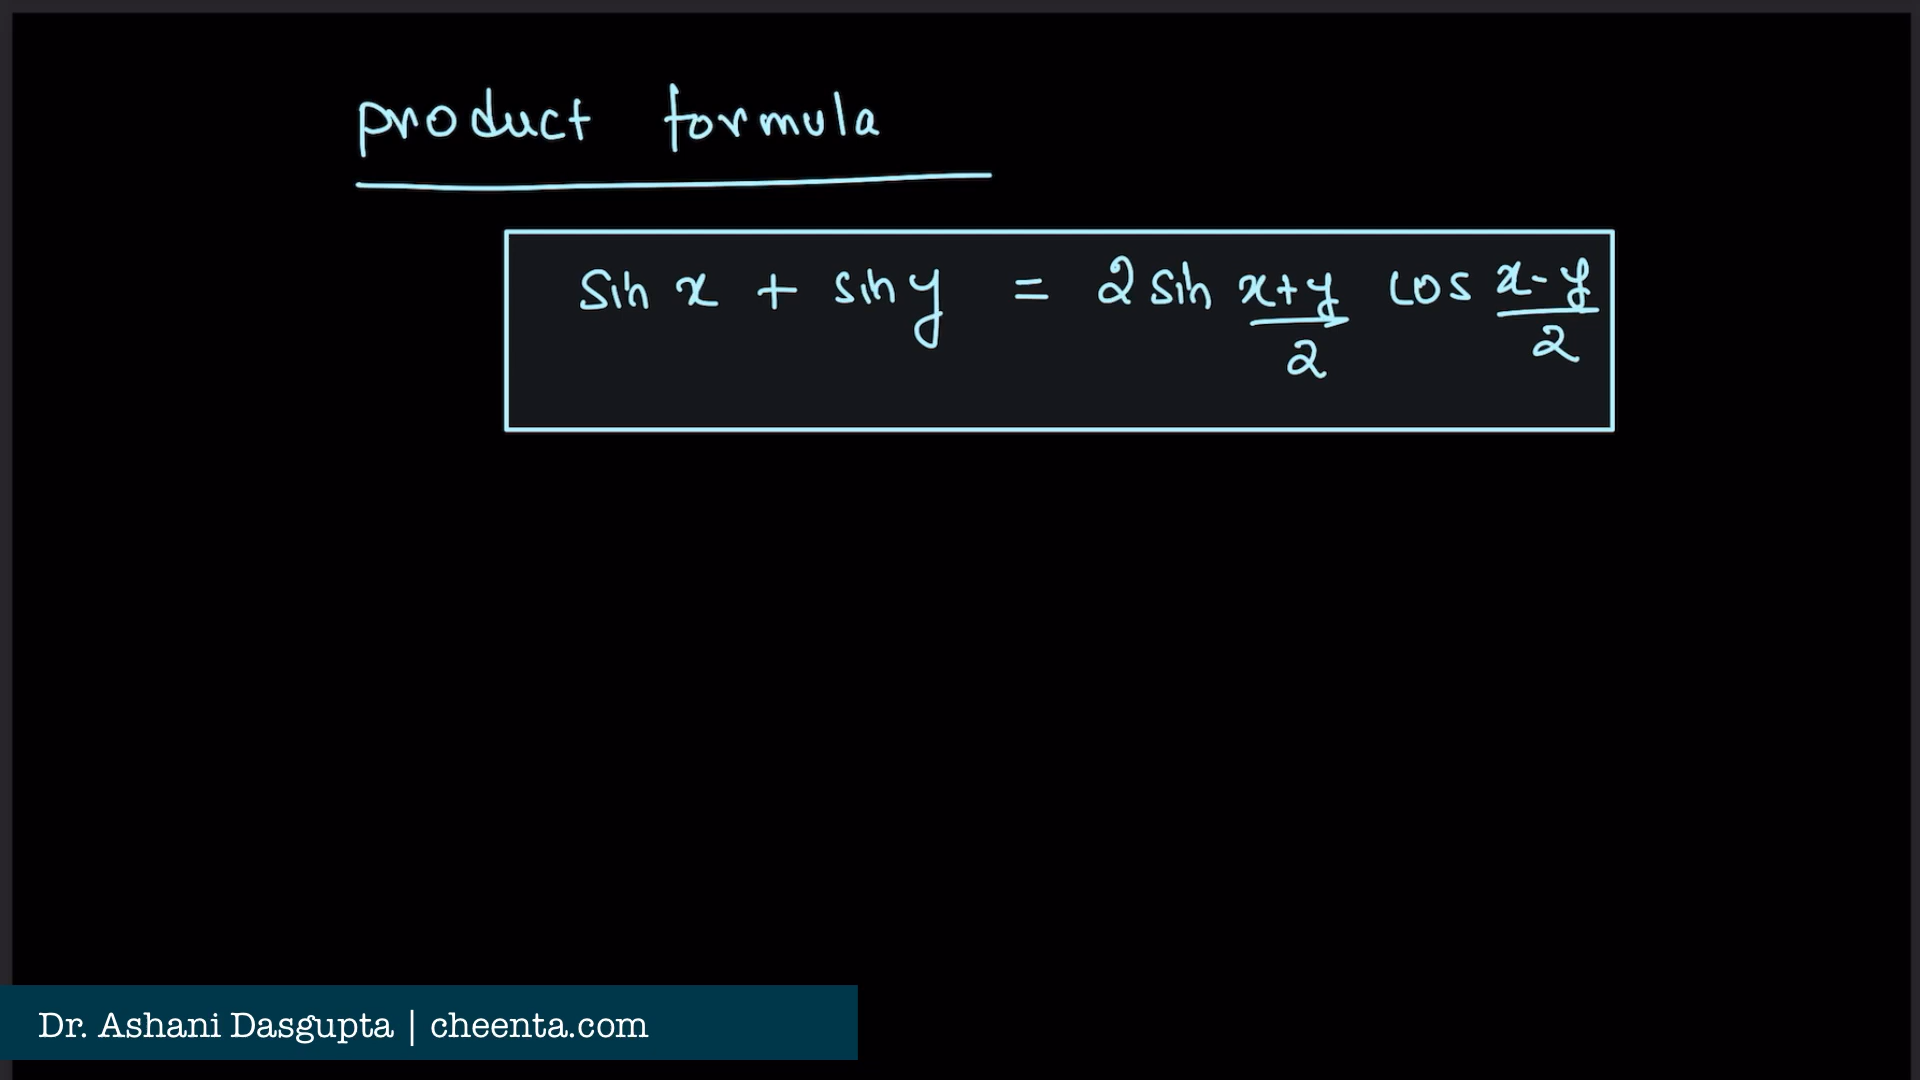 product formula
sin x + sin y = 2 sin x+y/2 cos x-y/2
Dr. Ashani Dasgupta | cheenta.com